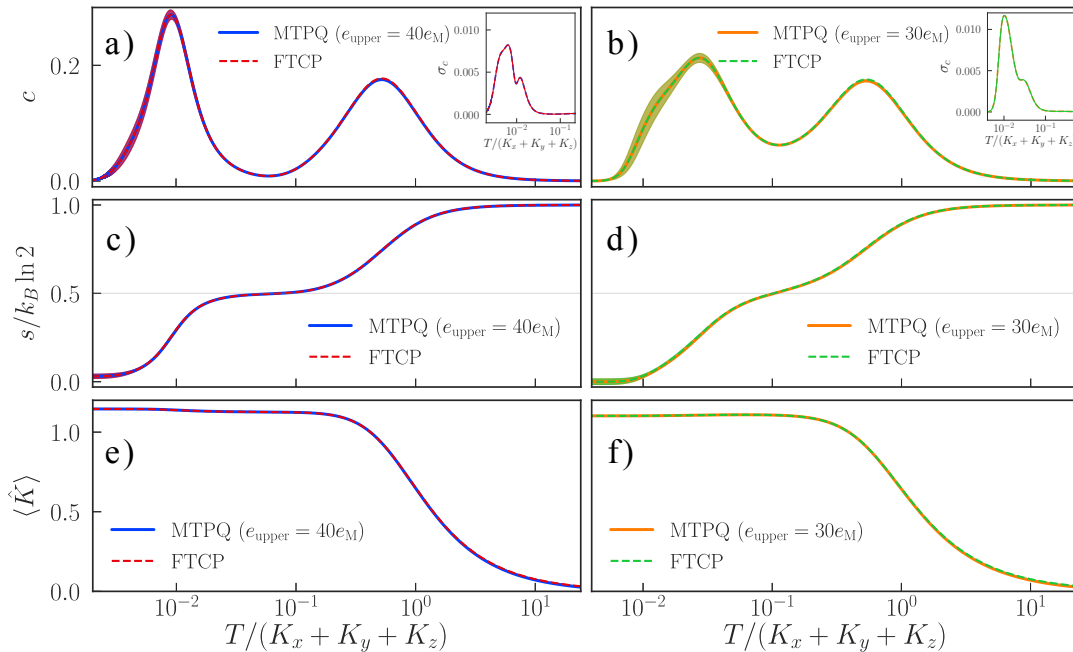 a)
MTPQ (e_upper = 40e_M)
FTCP
c
0.2
0.0
0.010
0.005
0.000
σ_c
10^−2
10^−1
T/(K_x + K_y + K_z)
b)
MTPQ (e_upper = 30e_M)
FTCP
0.010
0.005
0.000
σ_c
10^−2
10^−1
T/(K_x + K_y + K_z)
c)
s/k_B ln 2
1.0
0.5
0.0
MTPQ (e_upper = 40e_M)
FTCP
d)
MTPQ (e_upper = 30e_M)
FTCP
e)
⟨K̂⟩
1.0
0.5
0.0
MTPQ (e_upper = 40e_M)
FTCP
10^−2
10^−1
10^0
10^1
T/(K_x + K_y + K_z)
f)
MTPQ (e_upper = 30e_M)
FTCP
10^−2
10^−1
10^0
10^1
T/(K_x + K_y + K_z)